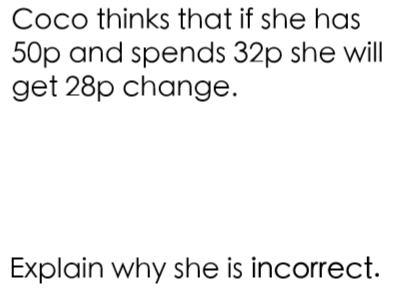 Coco thinks that if she has
50p and spends 32p she will
get 28p change.
Explain why she is incorrect.